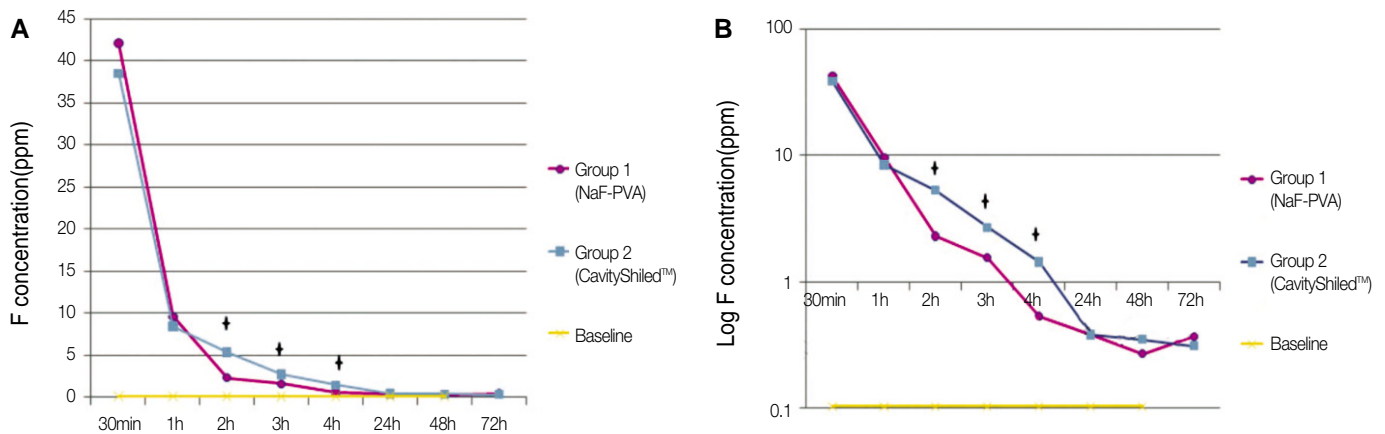 A
F concentration(ppm)
45
40
35
30
25
20
15
10
5
0
30min 1h 2h 3h 4h 24h 48h 72h
Group 1
(NaF-PVA)
Group 2
(CavityShiled™)
Baseline
B
Log F concentration(ppm)
100
10
1
0.1
30min 1h 2h 3h 4h 24h 48h 72h
Group 1
(NaF-PVA)
Group 2
(CavityShiled™)
Baseline